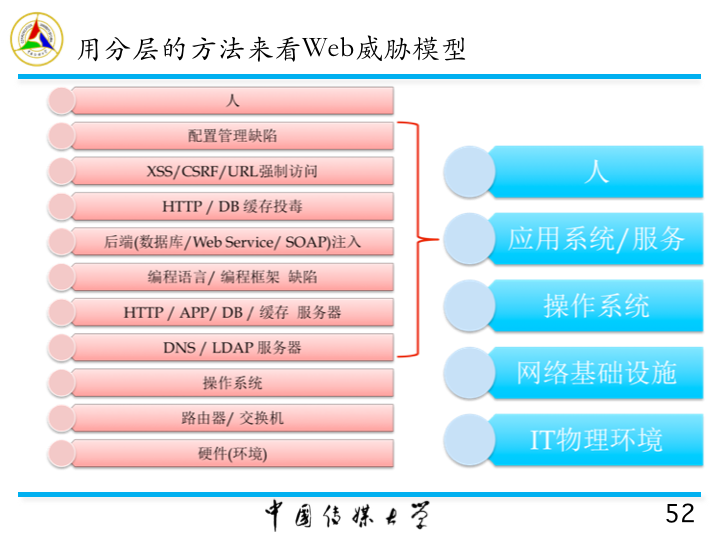 用分层的方法来看Web威胁模型
人
配置管理缺陷
XSS/CSRF/URL强制访问
HTTP / DB 缓存投毒
后端(数据库/Web Service/ SOAP)注入
编程语言/ 编程框架 缺陷
HTTP / APP/ DB / 缓存 服务器
DNS / LDAP 服务器
操作系统
路由器/ 交换机
硬件(环境)
人
应用系统/服务
操作系统
网络基础设施
IT物理环境
中国传媒大学
52